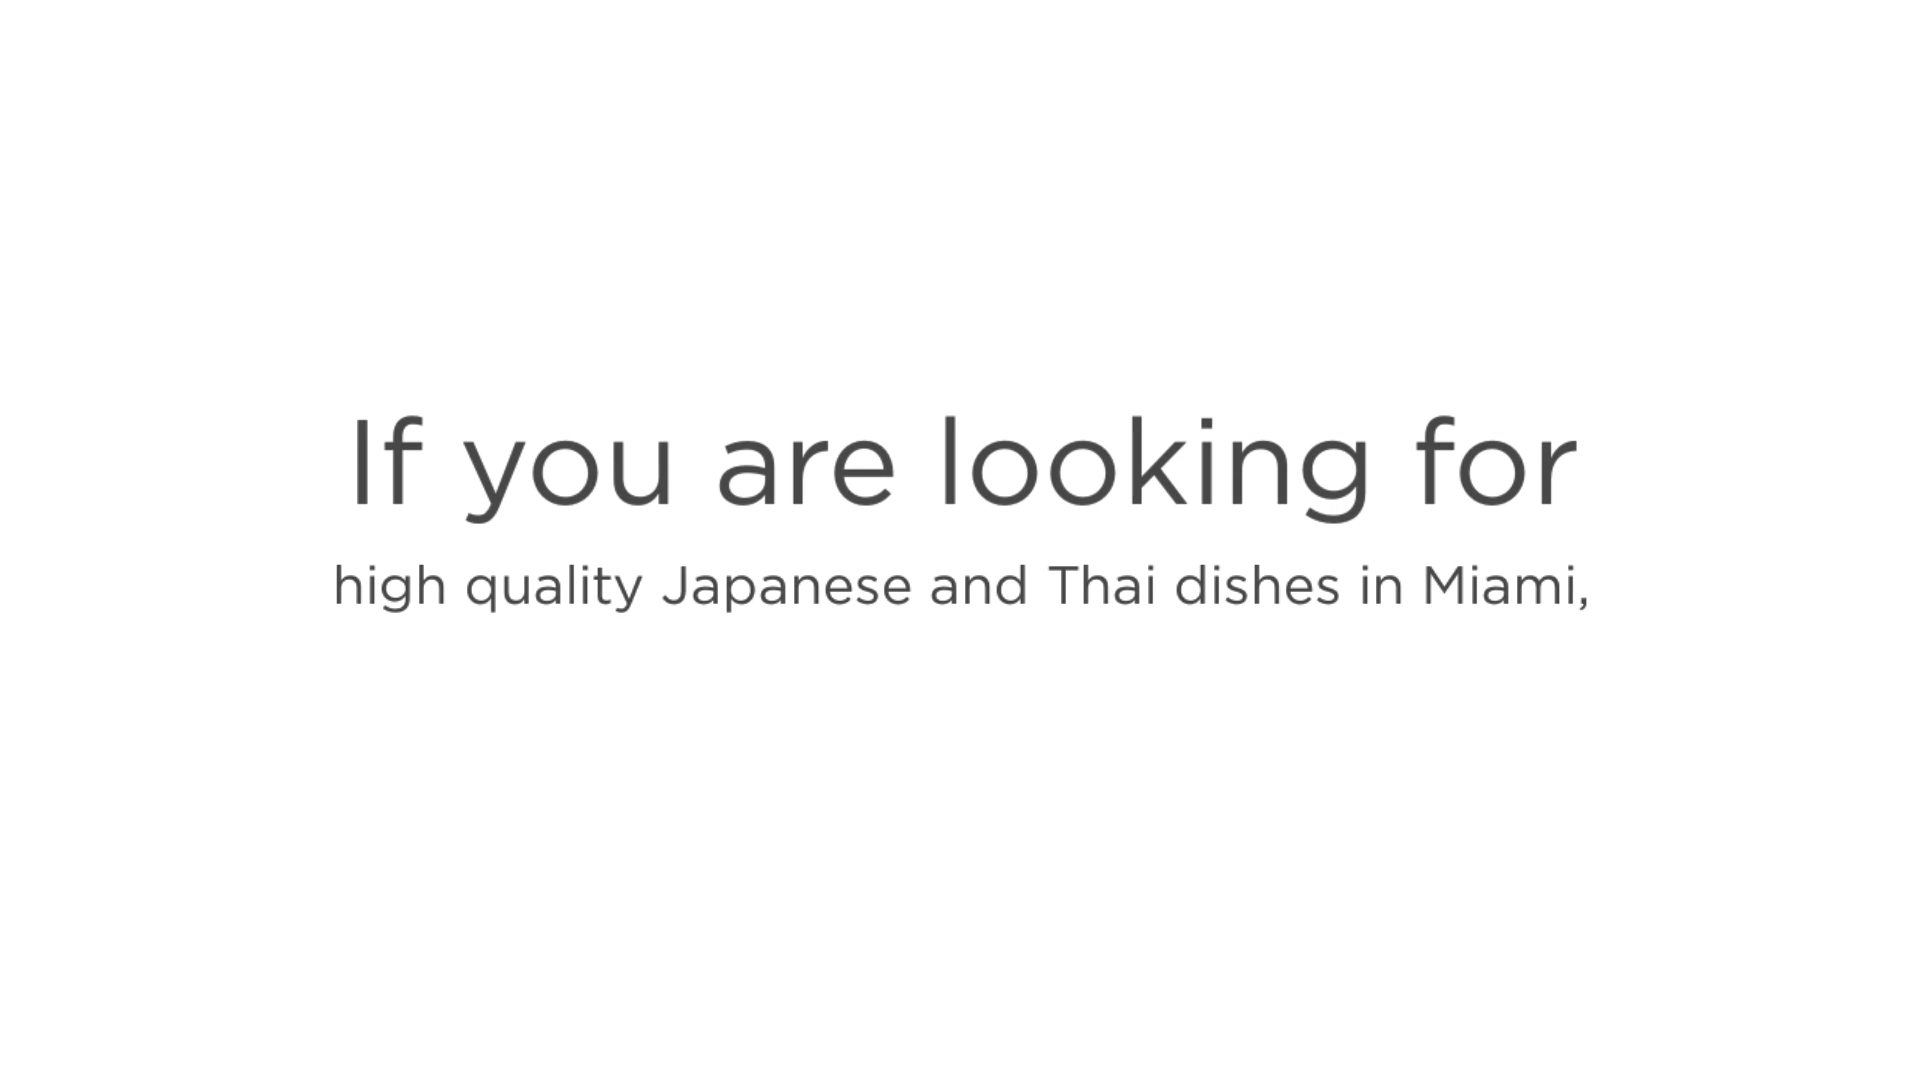 If you are looking for
high quality Japanese and Thai dishes in Miami,